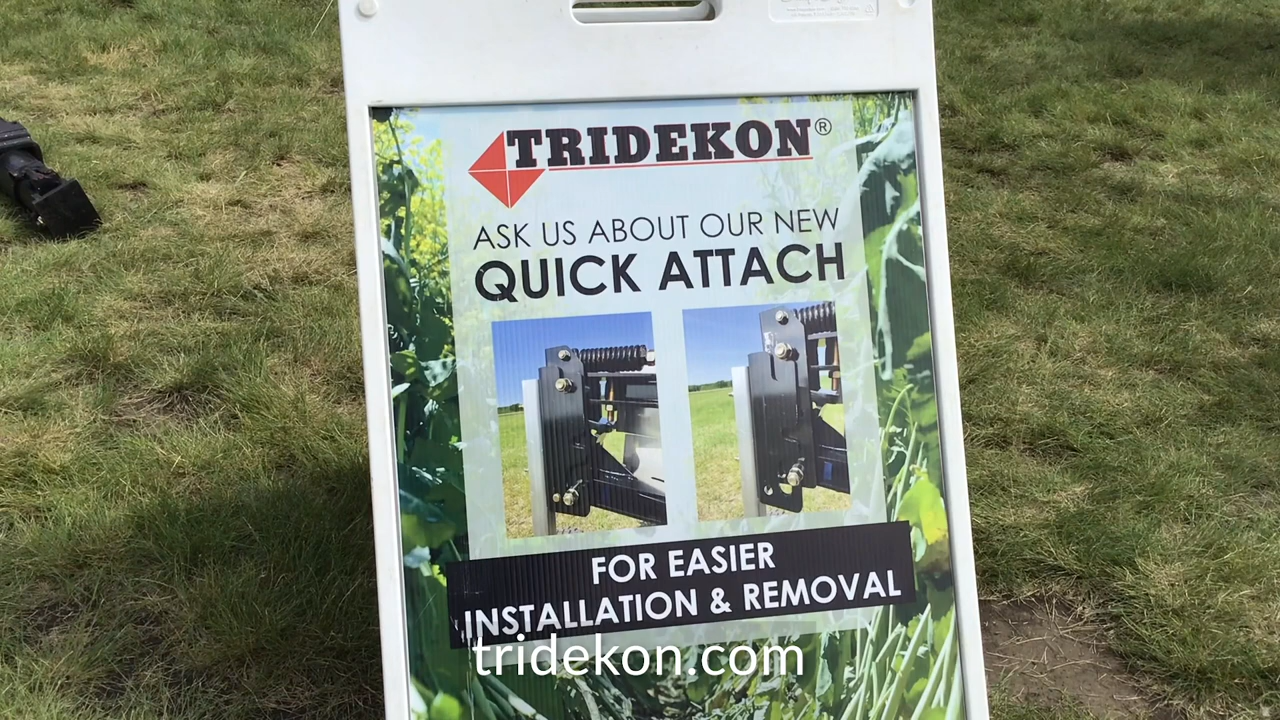 TRIDEKON®
ASK US ABOUT OUR NEW
QUICK ATTACH
FOR EASIER
INSTALLATION & REMOVAL
tridekon.com